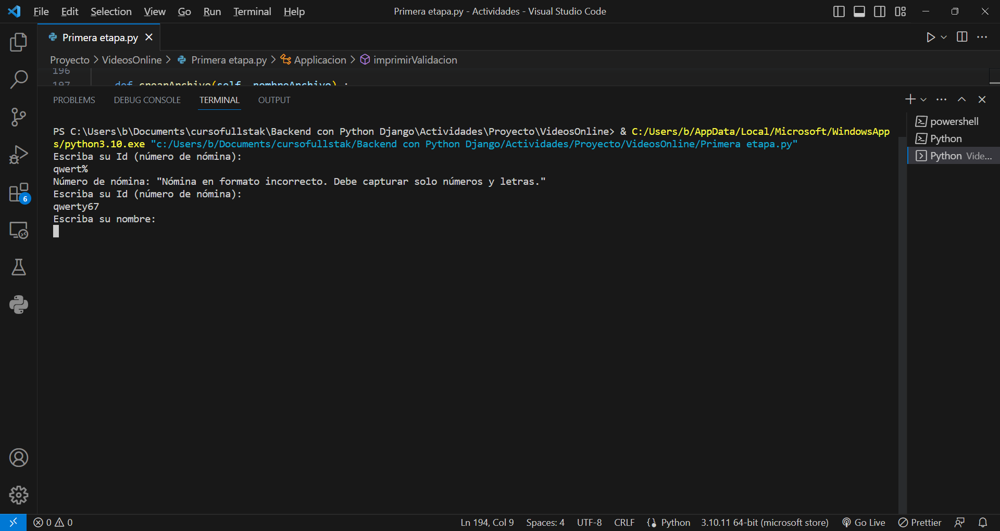 File Edit Selection View Go Run Terminal Help Primera etapa.py - Actividades - Visual Studio Code
Primera etapa.py
Proyecto > VideosOnline > Primera etapa.py > Applicacion > imprimirValidacion
196
197 def crearArchivo(self, nombreArchivo) :
PROBLEMS DEBUG CONSOLE TERMINAL OUTPUT
PS C:\Users\b\Documents\cursofullstak\Backend con Python Django\Actividades\Proyecto\VideosOnline> & C:/Users/b/AppData/Local/Microsoft/WindowsApp
s/python3.10.exe "c:/Users/b/Documents/cursofullstak/Backend con Python Django/Actividades/Proyecto/VideosOnline/Primera etapa.py"
Escriba su Id (número de nómina):
qwert%
Número de nómina: "Nómina en formato incorrecto. Debe capturar solo números y letras."
Escriba su Id (número de nómina):
qwerty67
Escriba su nombre:
powershell
Python
Python Vide...
6
0 0 Ln 194, Col 9 Spaces: 4 UTF-8 CRLF Python 3.10.11 64-bit (microsoft store) Go Live Prettier